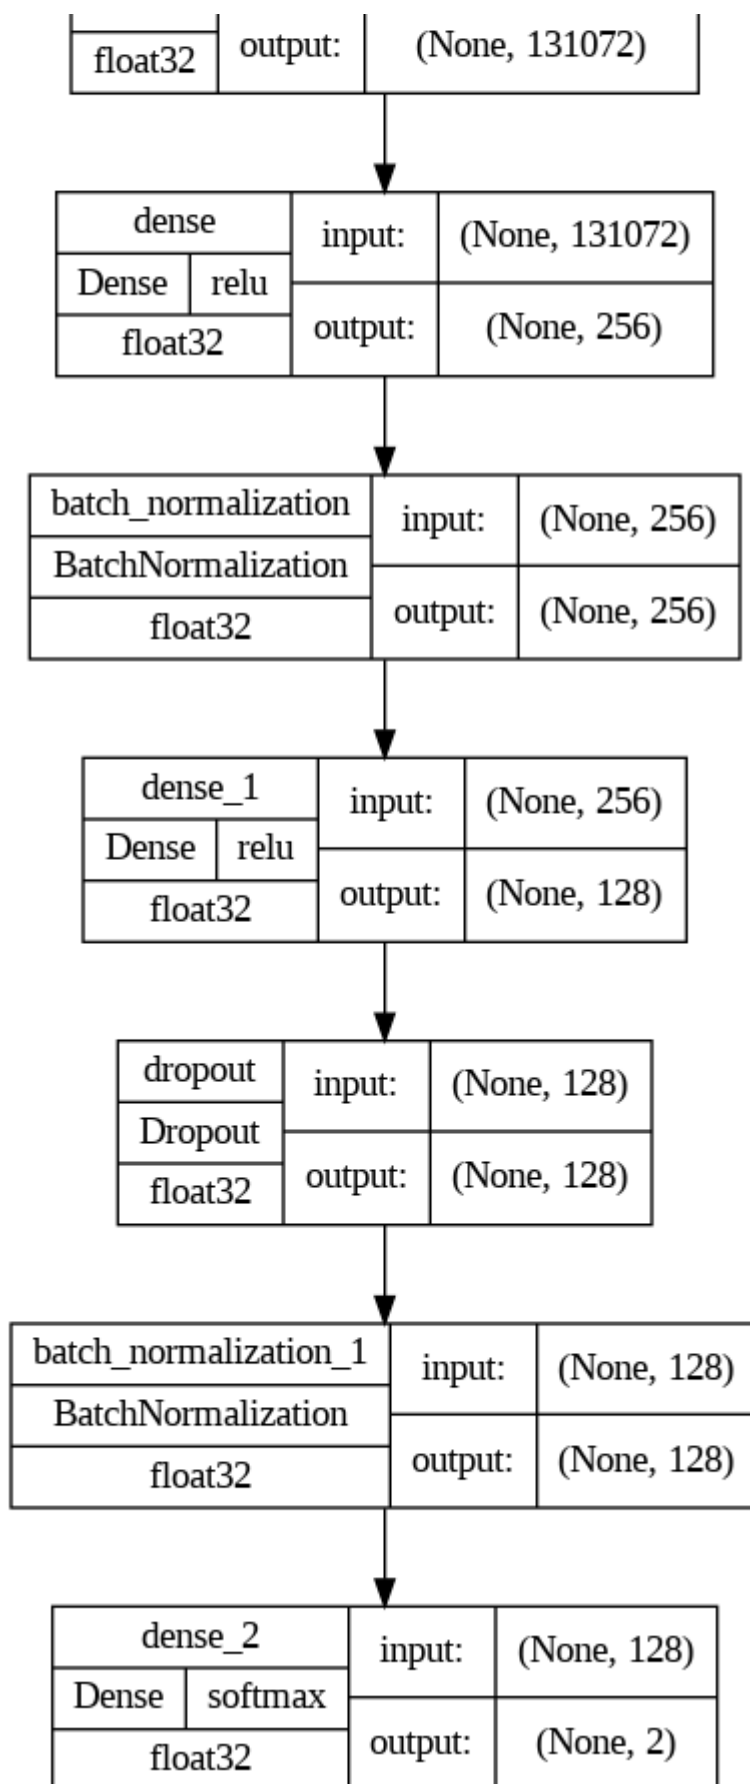 float32
output:
(None, 131072)
dense
Dense
relu
float32
input:
(None, 131072)
output:
(None, 256)
batch_normalization
BatchNormalization
float32
input:
(None, 256)
output:
(None, 256)
dense_1
Dense
relu
float32
input:
(None, 256)
output:
(None, 128)
dropout
Dropout
float32
input:
(None, 128)
output:
(None, 128)
batch_normalization_1
BatchNormalization
float32
input:
(None, 128)
output:
(None, 128)
dense_2
Dense
softmax
float32
input:
(None, 128)
output:
(None, 2)